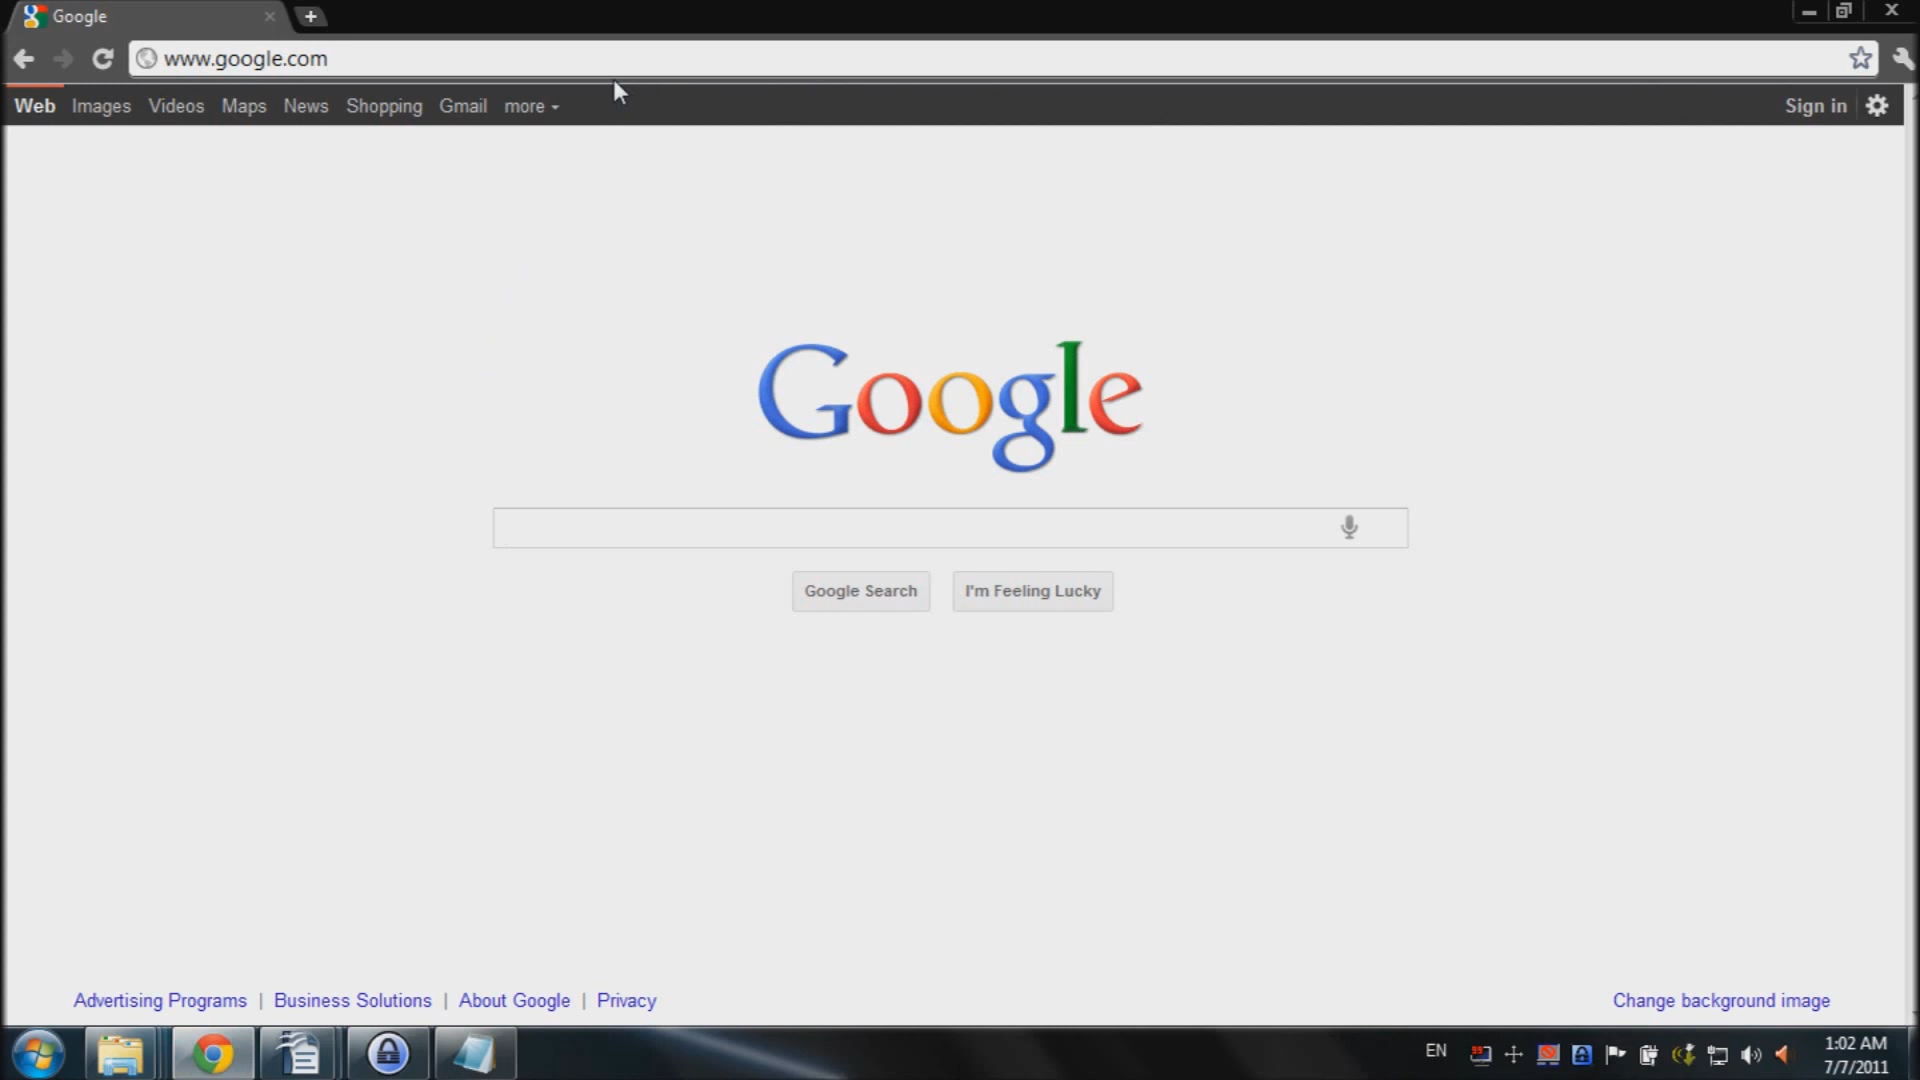 Google
www.google.com
Web Images Videos Maps News Shopping Gmail more Sign in
Google
Google Search I'm Feeling Lucky
Advertising Programs | Business Solutions | About Google | Privacy Change background image
EN 1:02 AM
7/7/2011